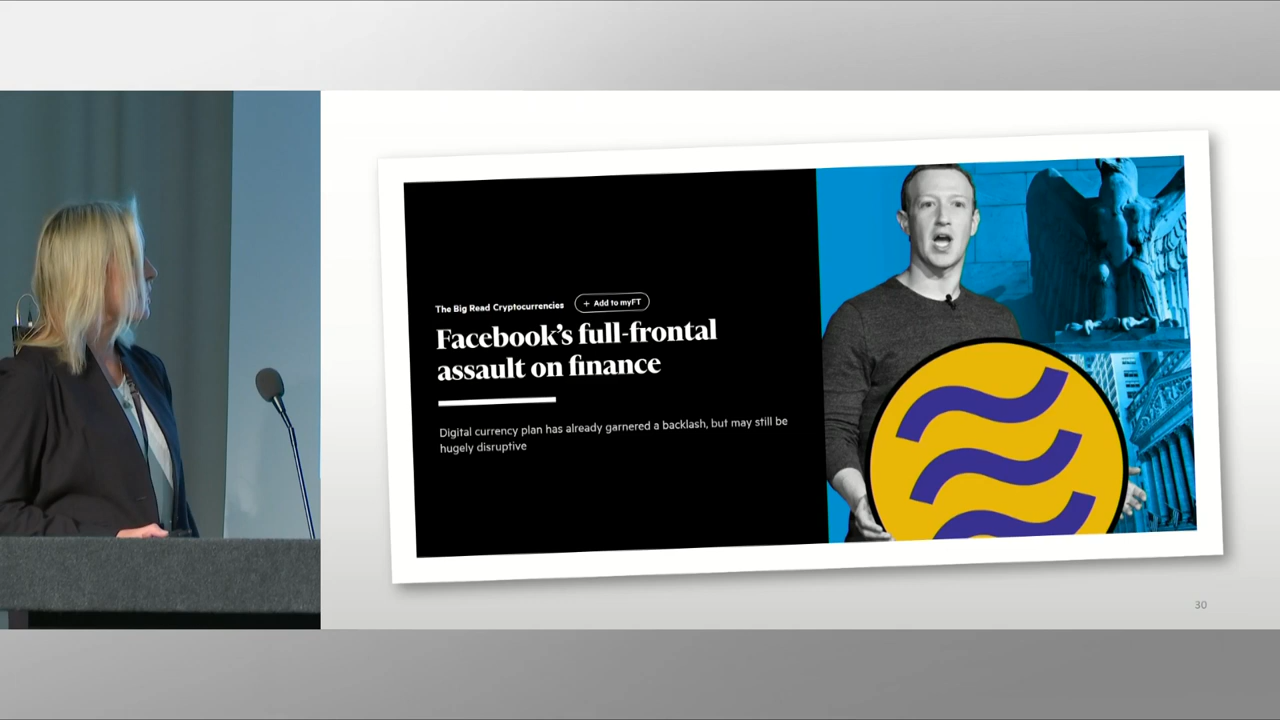 The Big Read Cryptocurrencies
+ Add to myFT
Facebook's full-frontal
assault on finance
Digital currency plan has already garnered a backlash, but may still be
hugely disruptive
30